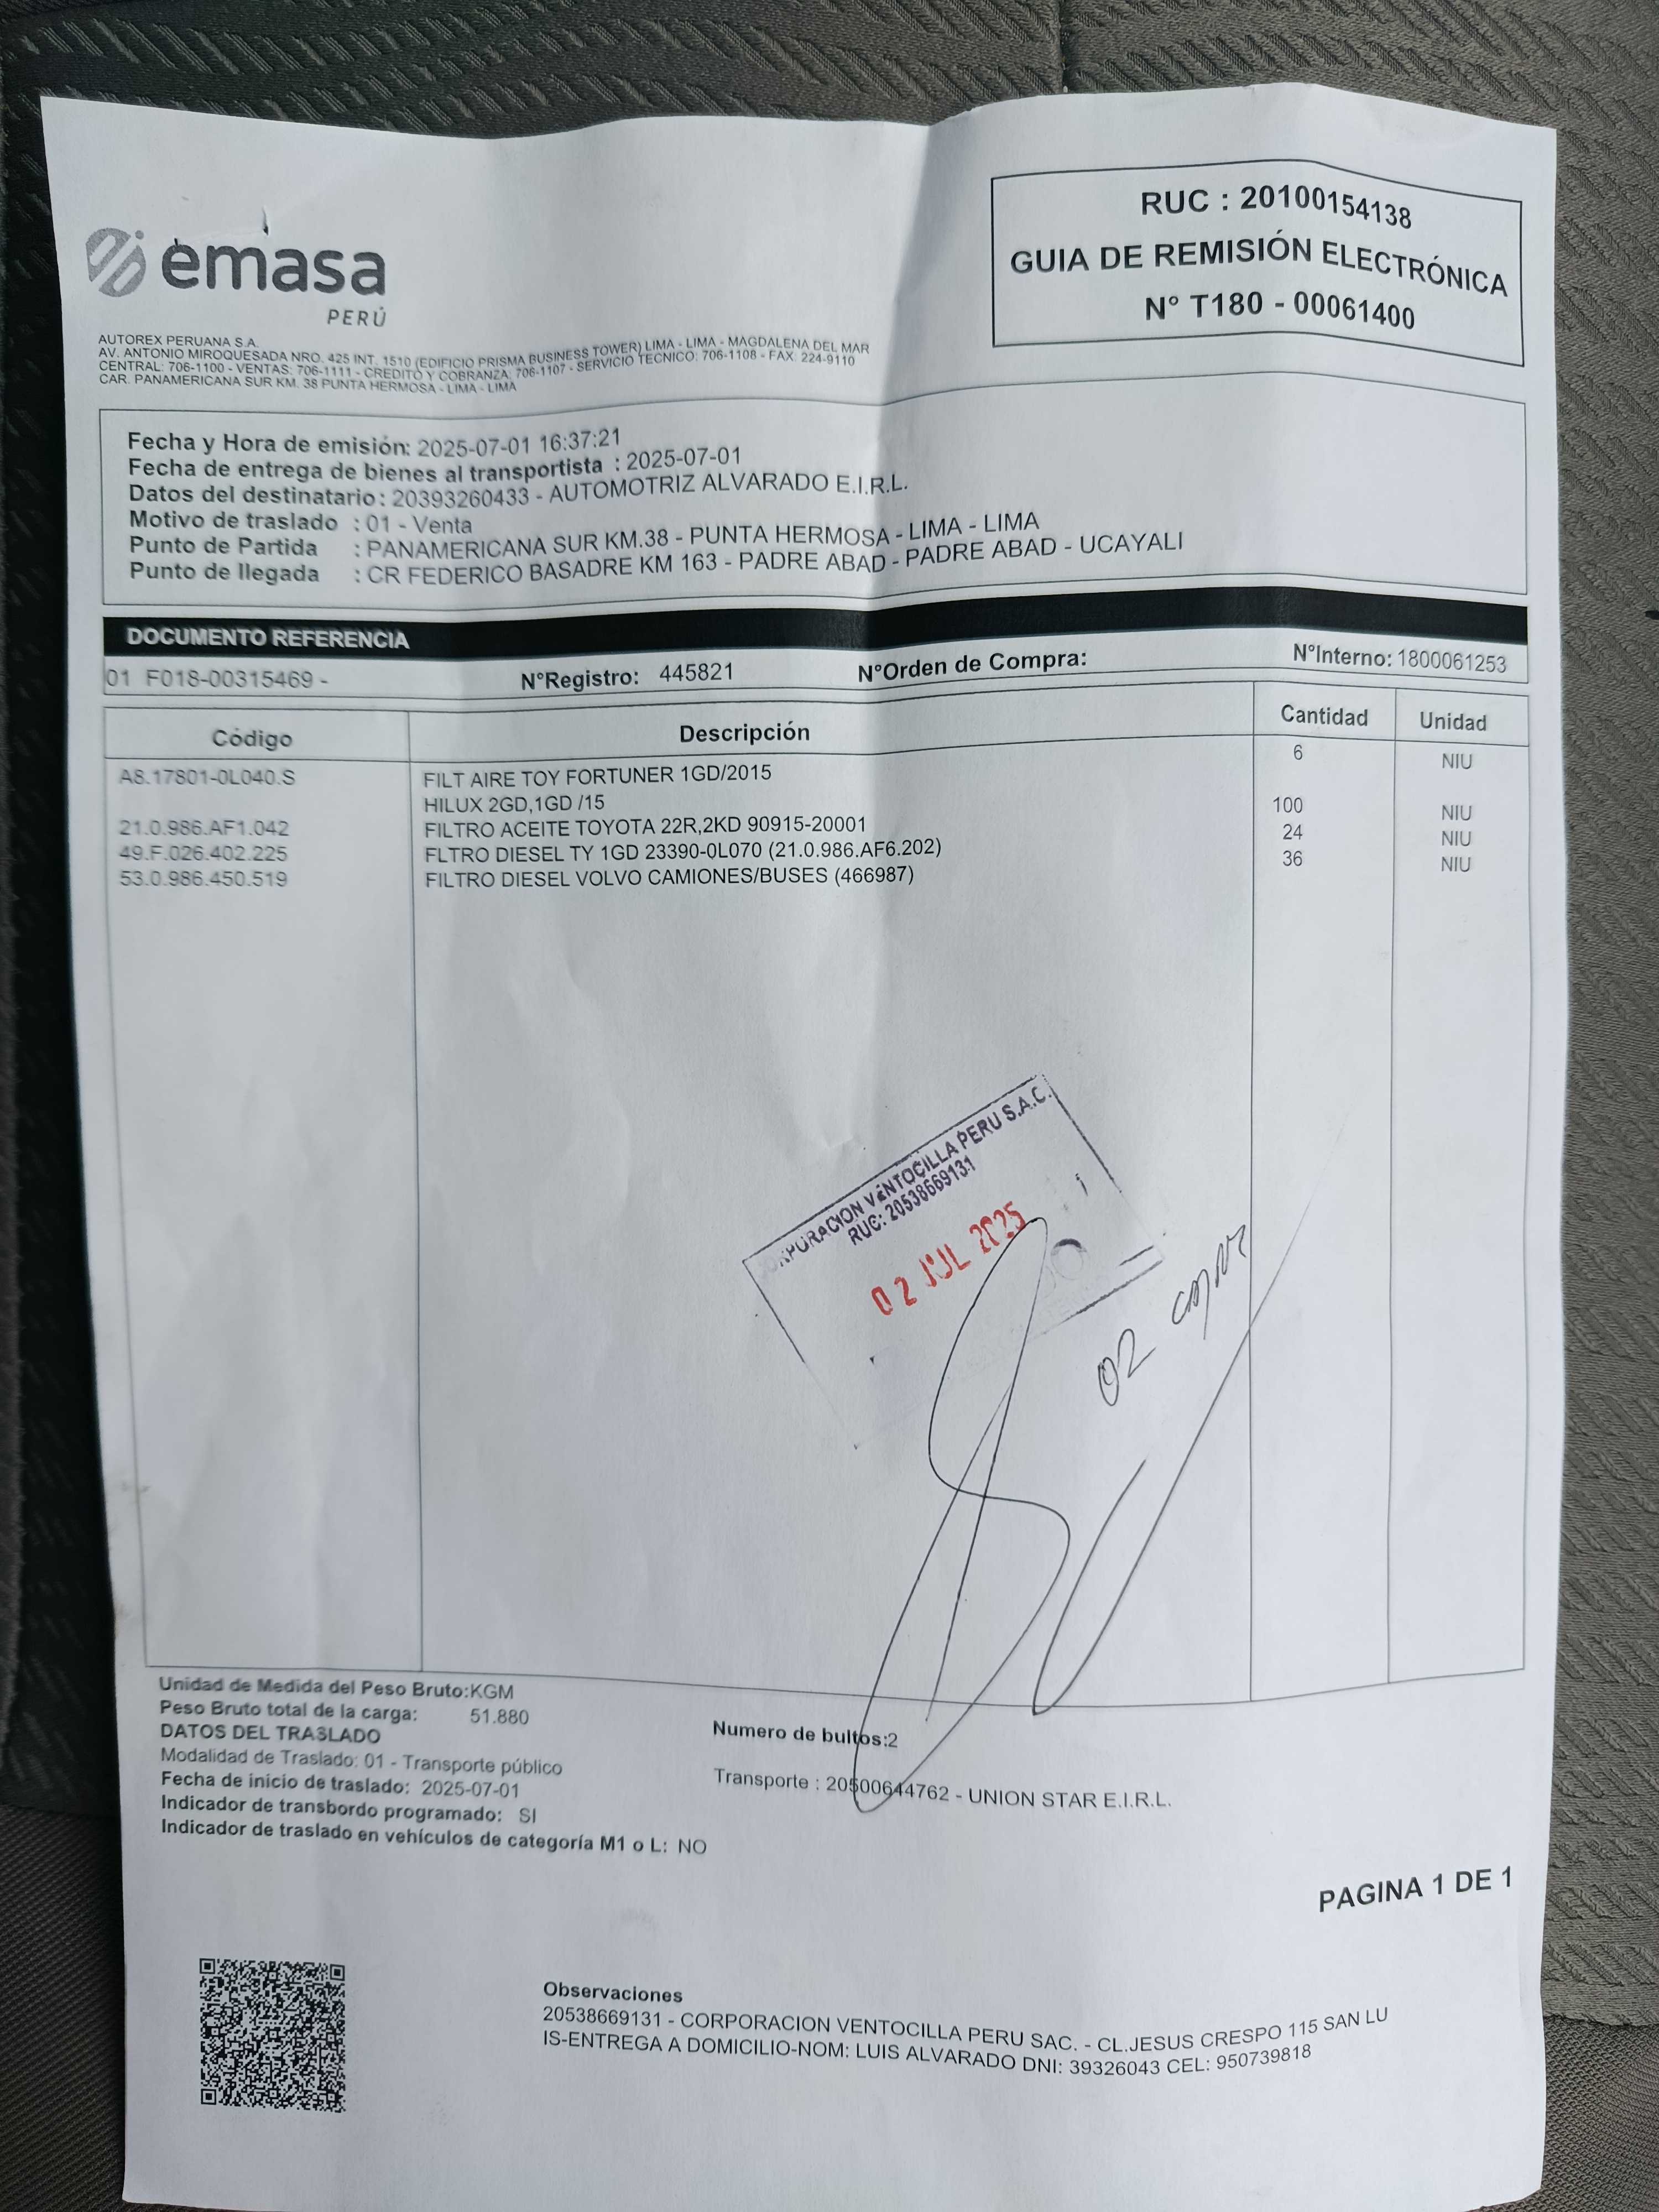 emasa
PERÚ
RUC : 20100154138
GUIA DE REMISIÓN ELECTRÓNICA
N° T180 - 00061400
AUTOREX PERUANA S.A.
AV. ANTONIO MIROQUESADA NRO. 425 INT. 1510 (EDIFICIO PRISMA BUSINESS TOWER) LIMA - LIMA - MAGDALENA DEL MAR
CENTRAL: 706-1100 - VENTAS: 706-1111 - CREDITO Y COBRANZA: 706-1107 - SERVICIO TECNICO: 706-1108 - FAX: 224-9110
CAR. PANAMERICANA SUR KM. 38 PUNTA HERMOSA - LIMA - LIMA
Fecha y Hora de emisión: 2025-07-01 16:37:21
Fecha de entrega de bienes al transportista : 2025-07-01
Datos del destinatario: 20393260433 - AUTOMOTRIZ ALVARADO E.I.R.L.
Motivo de traslado : 01 - Venta
Punto de Partida : PANAMERICANA SUR KM.38 - PUNTA HERMOSA - LIMA - LIMA
Punto de llegada : CR FEDERICO BASADRE KM 163 - PADRE ABAD - PADRE ABAD - UCAYALI
DOCUMENTO REFERENCIA
01 F018-00315469 - N°Registro: 445821 N°Orden de Compra: N°Interno: 1800061253
Código Descripción Cantidad Unidad
A8.17801-0L040.S FILT AIRE TOY FORTUNER 1GD/2015 6 NIU
HILUX 2GD,1GD /15
21.0.986.AF1.042 FILTRO ACEITE TOYOTA 22R,2KD 90915-20001 100 NIU
49.F.026.402.225 FLTRO DIESEL TY 1GD 23390-0L070 (21.0.986.AF6.202) 24 NIU
53.0.986.450.519 FILTRO DIESEL VOLVO CAMIONES/BUSES (466987) 36 NIU
CORPORACION VENTOCILLA PERU S.A.C.
RUC: 20538669131
02 JUL 2025
02
Unidad de Medida del Peso Bruto:KGM
Peso Bruto total de la carga: 51.880
DATOS DEL TRASLADO
Numero de bultos:2
Modalidad de Traslado: 01 - Transporte público
Fecha de inicio de traslado: 2025-07-01
Transporte : 20500644762 - UNION STAR E.I.R.L.
Indicador de transbordo programado: SI
Indicador de traslado en vehículos de categoría M1 o L: NO
PAGINA 1 DE 1
Observaciones
20538669131 - CORPORACION VENTOCILLA PERU SAC. - CL.JESUS CRESPO 115 SAN LU
IS-ENTREGA A DOMICILIO-NOM: LUIS ALVARADO DNI: 39326043 CEL: 950739818